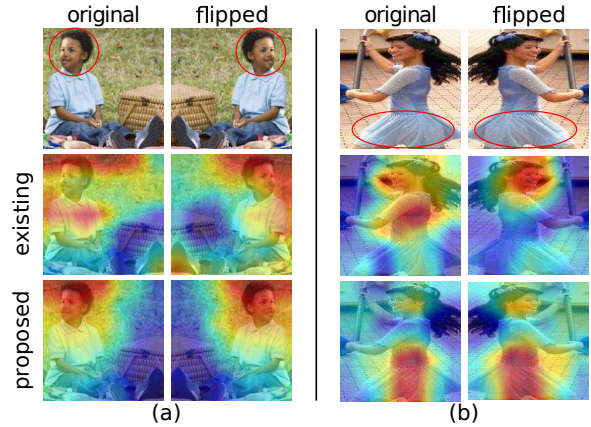 original flipped original flipped
existing
proposed
(a) (b)